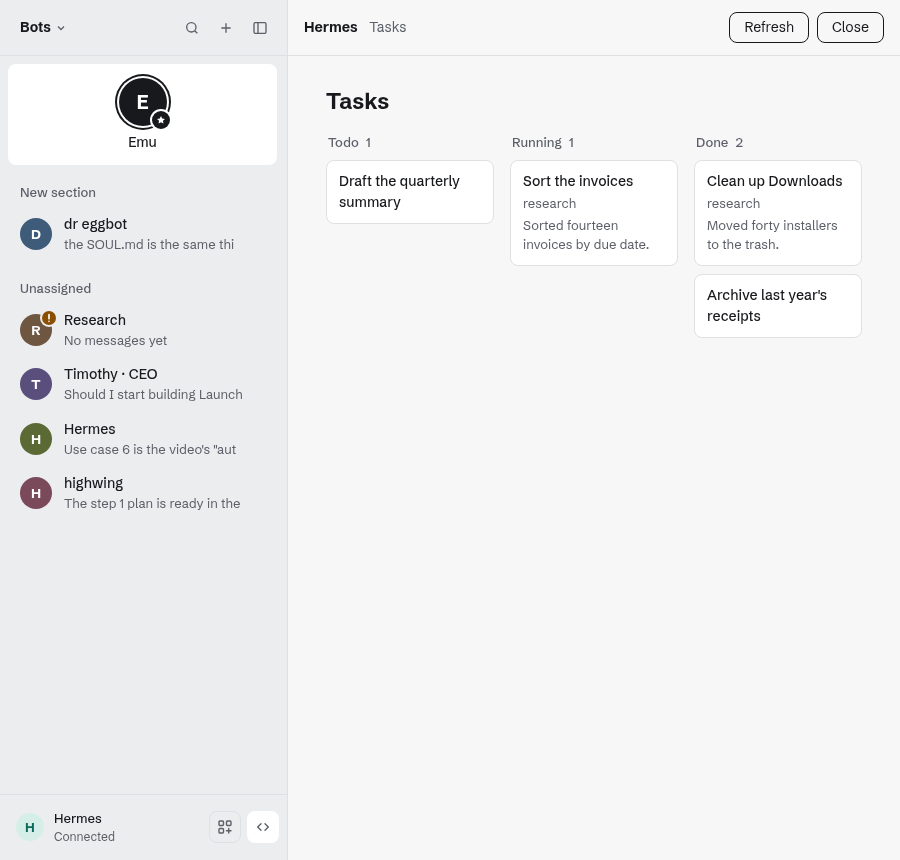 Bots
E
Emu
New section
D
dr eggbot
the SOUL.md is the same thi
Unassigned
R
!
Research
No messages yet
T
Timothy · CEO
Should I start building Launch
H
Hermes
Use case 6 is the video's "aut
H
highwing
The step 1 plan is ready in the
H
Hermes
Connected
Hermes Tasks
Refresh
Close
Tasks
Todo 1
Draft the quarterly
summary
Running 1
Sort the invoices
research
Sorted fourteen
invoices by due date.
Done 2
Clean up Downloads
research
Moved forty installers
to the trash.
Archive last year's
receipts